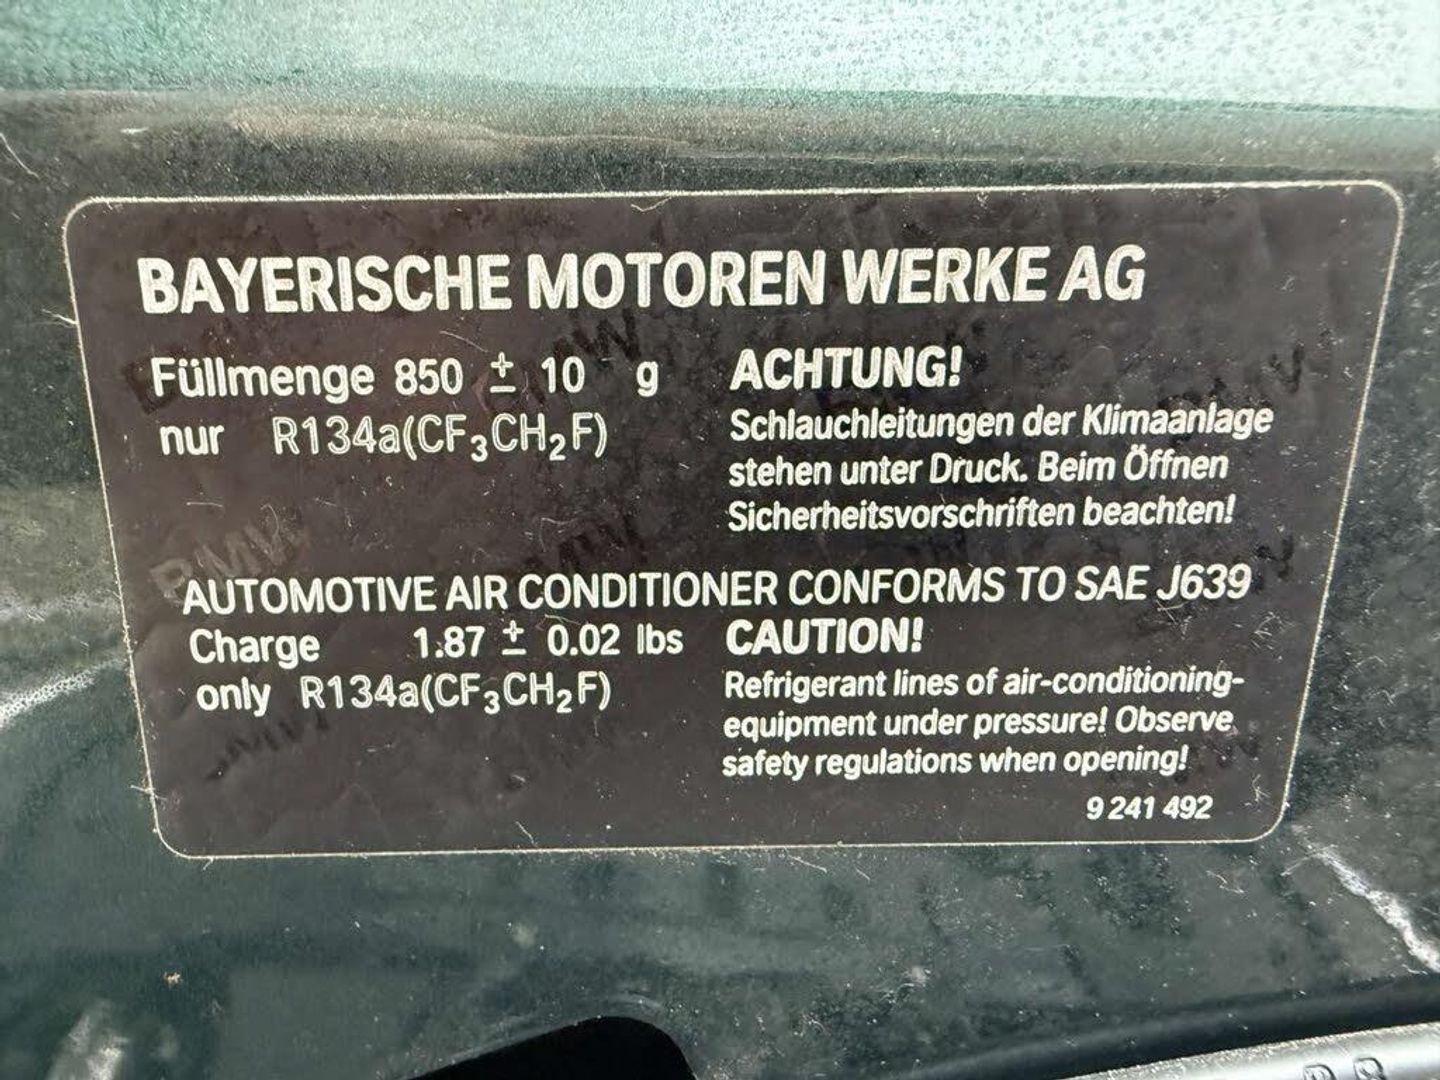 BAYERISCHE MOTOREN WERKE AG
Füllmenge 850 ± 10 g
nur R134a(CF₃CH₂F)
ACHTUNG!
Schlauchleitungen der Klimaanlage
stehen unter Druck. Beim Öffnen
Sicherheitsvorschriften beachten!
AUTOMOTIVE AIR CONDITIONER CONFORMS TO SAE J639
Charge 1.87 ± 0.02 lbs
only R134a(CF₃CH₂F)
CAUTION!
Refrigerant lines of air-conditioning-
equipment under pressure! Observe
safety regulations when opening!
9 241 492